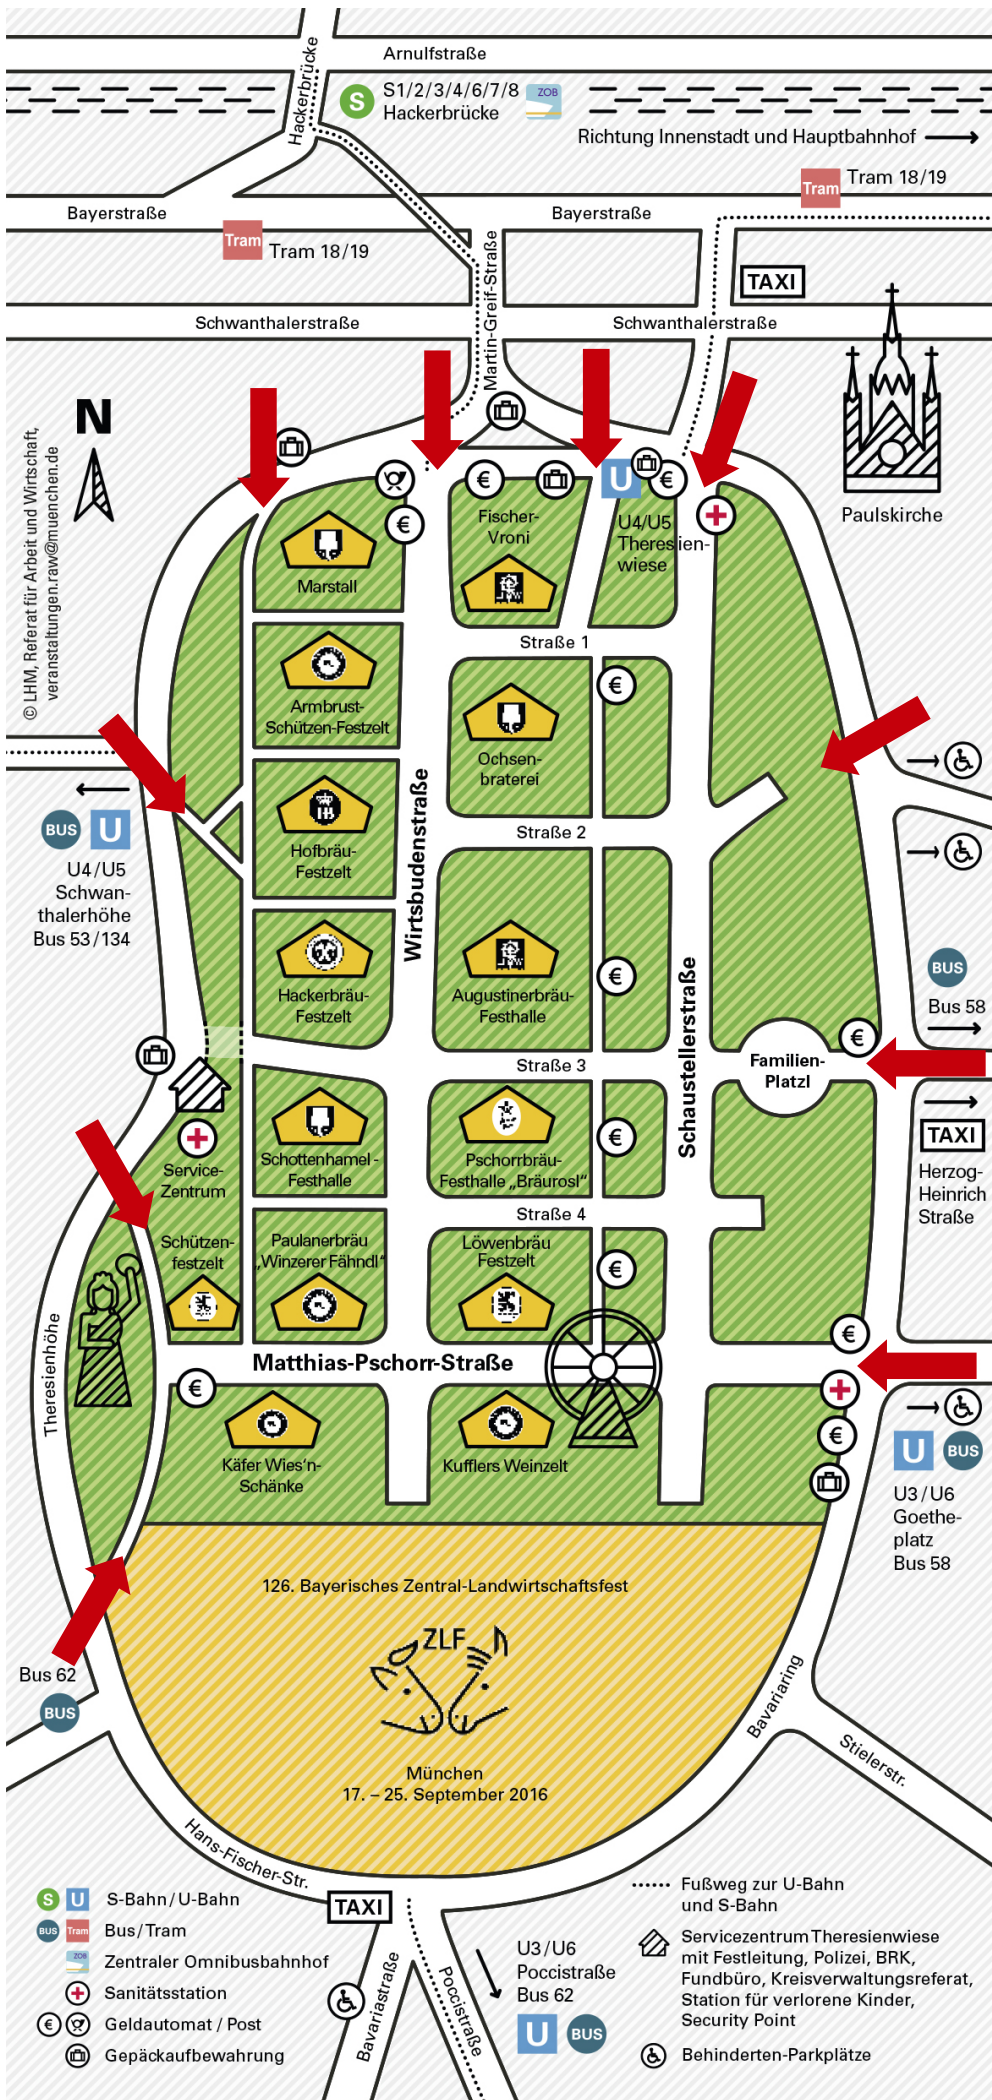 Arnulfstraße
Hackerbrücke
S
S1/2/3/4/6/7/8
Hackerbrücke
ZOB
Richtung Innenstadt und Hauptbahnhof
Tram
Tram 18/19
Bayerstraße
Bayerstraße
Tram
Tram 18/19
Martin-Greif-Straße
TAXI
Schwanthalerstraße
Schwanthalerstraße
N
© LHM, Referat für Arbeit und Wirtschaft,
veranstaltungen.raw@muenchen.de
Paulskirche
€
€
€
U
U4/U5
Theresien-
wiese
Fischer-
Vroni
Marstall
Straße 1
Armbrust-
Schützen-Festzelt
€
Ochsen-
braterei
BUS
U
U4/U5
Schwan-
thalerhöhe
Bus 53/134
Hofbräu-
Festzelt
Wirtsbudenstraße
Straße 2
Hackerbräu-
Festzelt
Augustinerbräu-
Festhalle
€
Schaustellerstraße
BUS
Bus 58
€
Straße 3
Familien-
Platzl
TAXI
Herzog-
Heinrich
Straße
Service-
Zentrum
Schottenhamel-
Festhalle
Pschorrbräu-
Festhalle „Bräurosl“
€
Straße 4
Schützen-
festzelt
Paulanerbräu
„Winzerer Fähndl“
Löwenbräu
Festzelt
€
Theresienhöhe
€
Matthias-Pschorr-Straße
€
Käfer Wies'n-
Schänke
Kufflers Weinzelt
€
U
BUS
U3/U6
Goethe-
platz
Bus 58
126. Bayerisches Zentral-Landwirtschaftsfest
ZLF
München
17. – 25. September 2016
Bus 62
BUS
Bavariaring
Stielerstr.
Hans-Fischer-Str.
TAXI
Bavariastraße
Poccistraße
U3/U6
Poccistraße
Bus 62
U
BUS
S U S-Bahn/U-Bahn
BUS Tram Bus/Tram
ZOB Zentraler Omnibusbahnhof
Sanitätsstation
€ Geldautomat / Post
Gepäckaufbewahrung
Fußweg zur U-Bahn
und S-Bahn
Servicezentrum Theresienwiese
mit Festleitung, Polizei, BRK,
Fundbüro, Kreisverwaltungsreferat,
Station für verlorene Kinder,
Security Point
Behinderten-Parkplätze